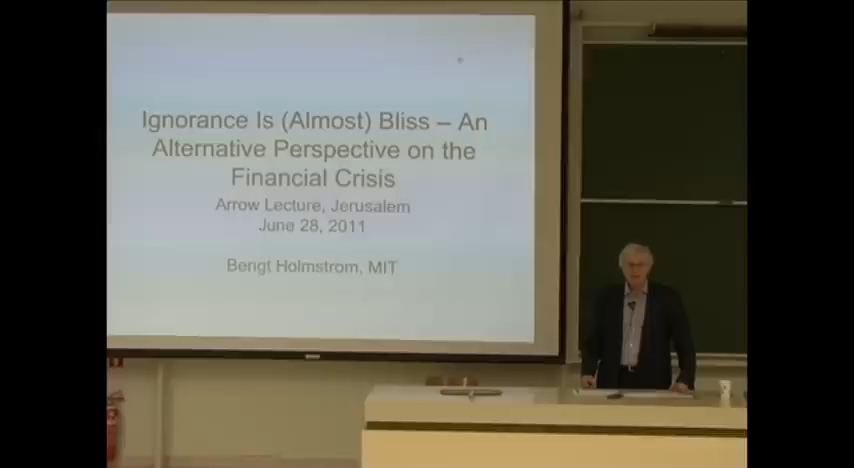 Ignorance Is (Almost) Bliss – An
Alternative Perspective on the
Financial Crisis
Arrow Lecture, Jerusalem
June 28, 2011
Bengt Holmstrom, MIT